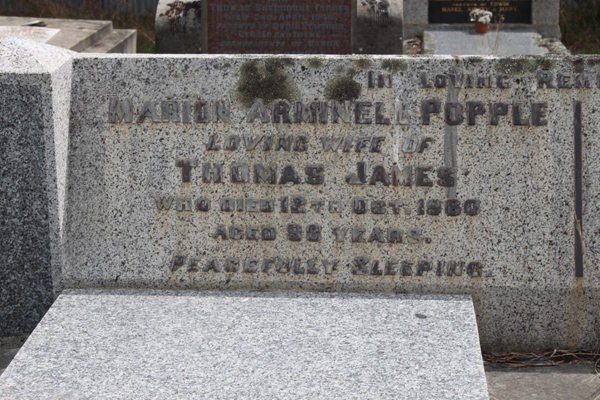 In Loving Reme
Marion Arminell Popple
Loving wife of
Thomas James
Who died 12th Oct. 1960
Aged 88 years.
Peacefully Sleeping.